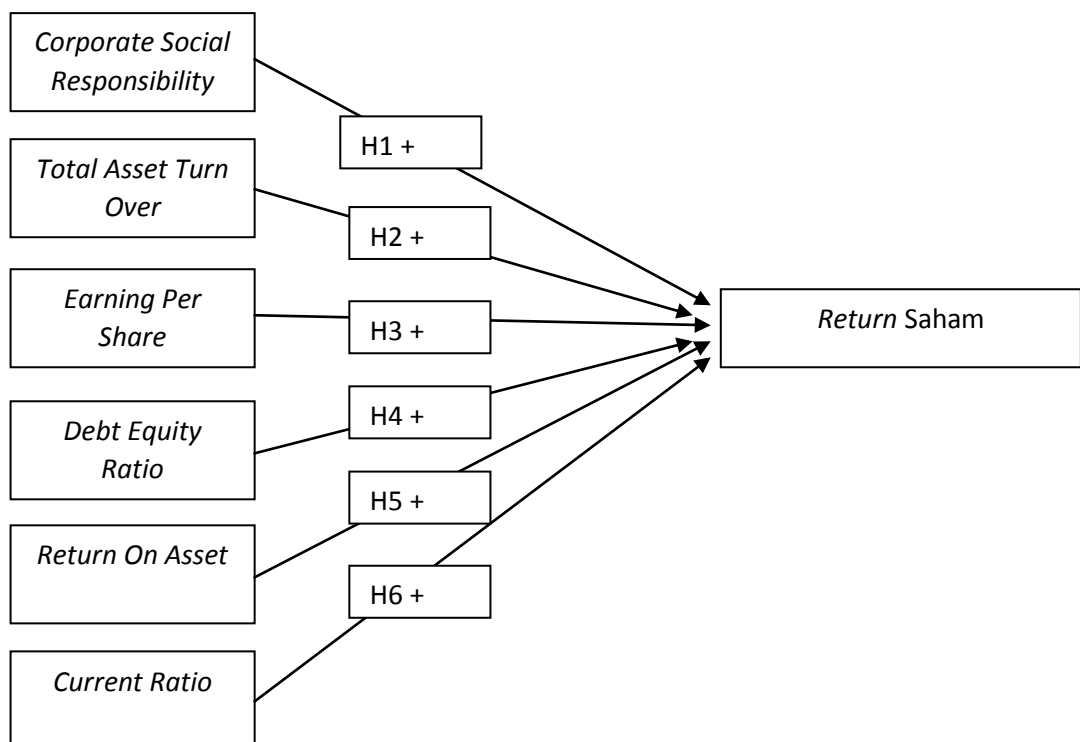 Corporate Social
Responsibility
H1 +
Total Asset Turn
Over
H2 +
Earning Per
Share
H3 +
Return Saham
Debt Equity
Ratio
H4 +
Return On Asset
H5 +
Current Ratio
H6 +